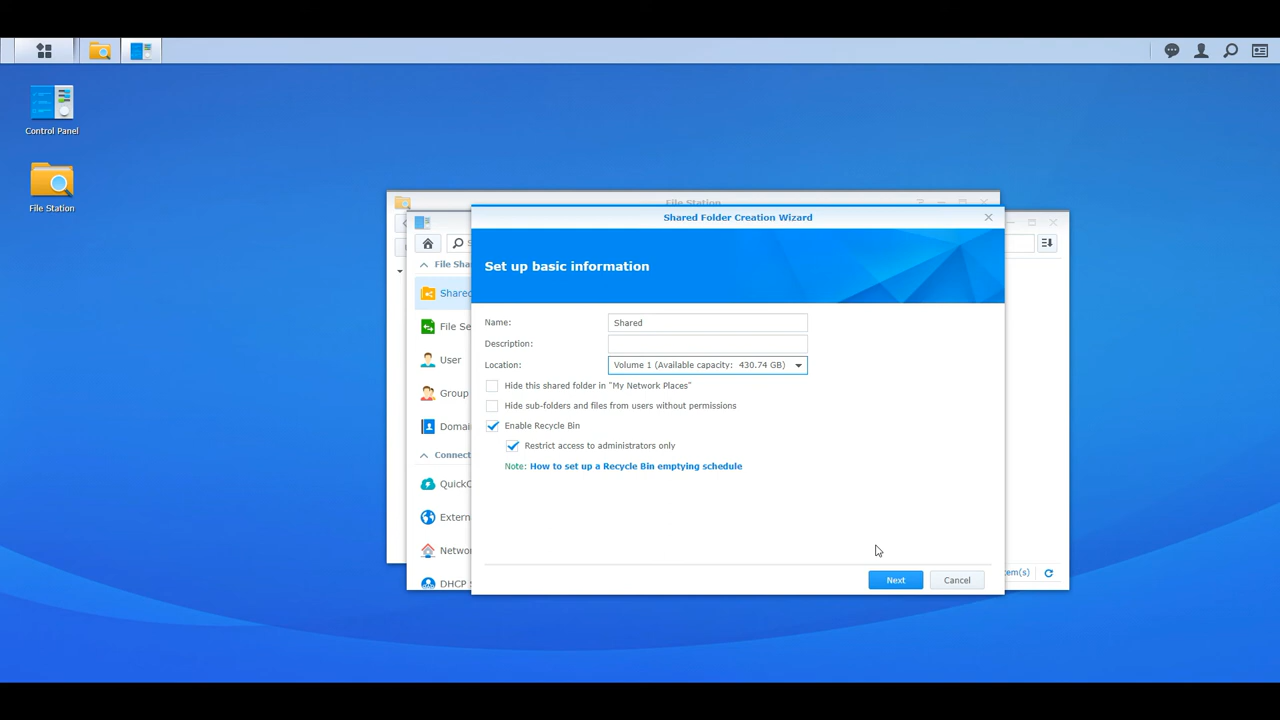 Control Panel
File Station
File Station
Shared Folder Creation Wizard
Set up basic information
File Sha
Shared
File Se
User
Group
Domai
Connec
QuickC
Extern
Netwo
DHCP
Name: Shared
Description:
Location: Volume 1 (Available capacity: 430.74 GB)
Hide this shared folder in "My Network Places"
Hide sub-folders and files from users without permissions
Enable Recycle Bin
Restrict access to administrators only
Note: How to set up a Recycle Bin emptying schedule
Next
Cancel
em(s)